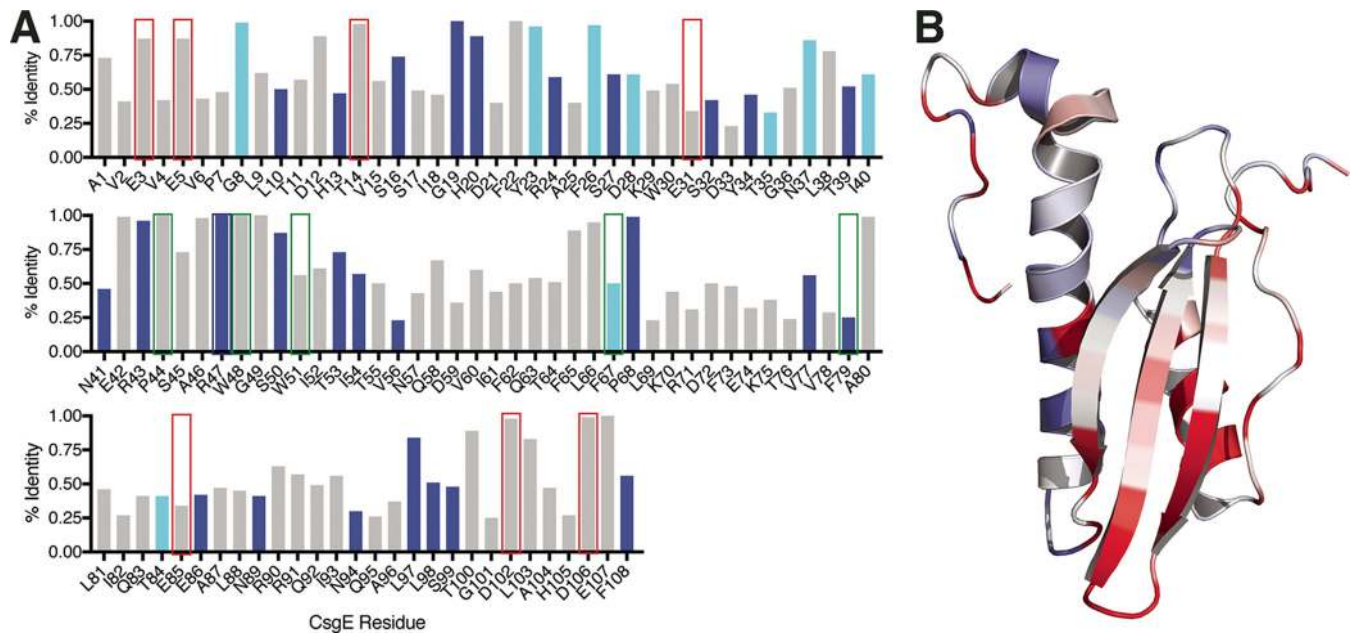 A
B
% Identity
1.00
0.75
0.50
0.25
0.00
A1 V2 E3 V4 E5 V6 P7 G8 L9 L10 T11 D12 H13 T14 V15 S16 S17 I18 G19 H20 D21 F22 Y23 R24 A25 F26 S27 D28 K29 W30 E31 S32 D33 V34 T35 G36 N37 L38 T39 I40
% Identity
1.00
0.75
0.50
0.25
0.00
N41 E42 R43 P44 S45 A46 R47 W48 G49 S50 W51 I52 T53 I54 T55 V56 N57 Q58 D59 V60 I61 F62 Q63 T64 F65 L66 F67 P68 L69 K70 R71 D72 F73 E74 K75 T76 V77 V78 F79 A80
% Identity
1.00
0.75
0.50
0.25
0.00
L81 I82 Q83 T84 E85 E86 A87 L88 N89 R90 R91 Q92 I93 N94 Q95 A96 L97 L98 S99 T100 G101 D102 L103 A104 H105 D106 E107 F108
CsgE Residue